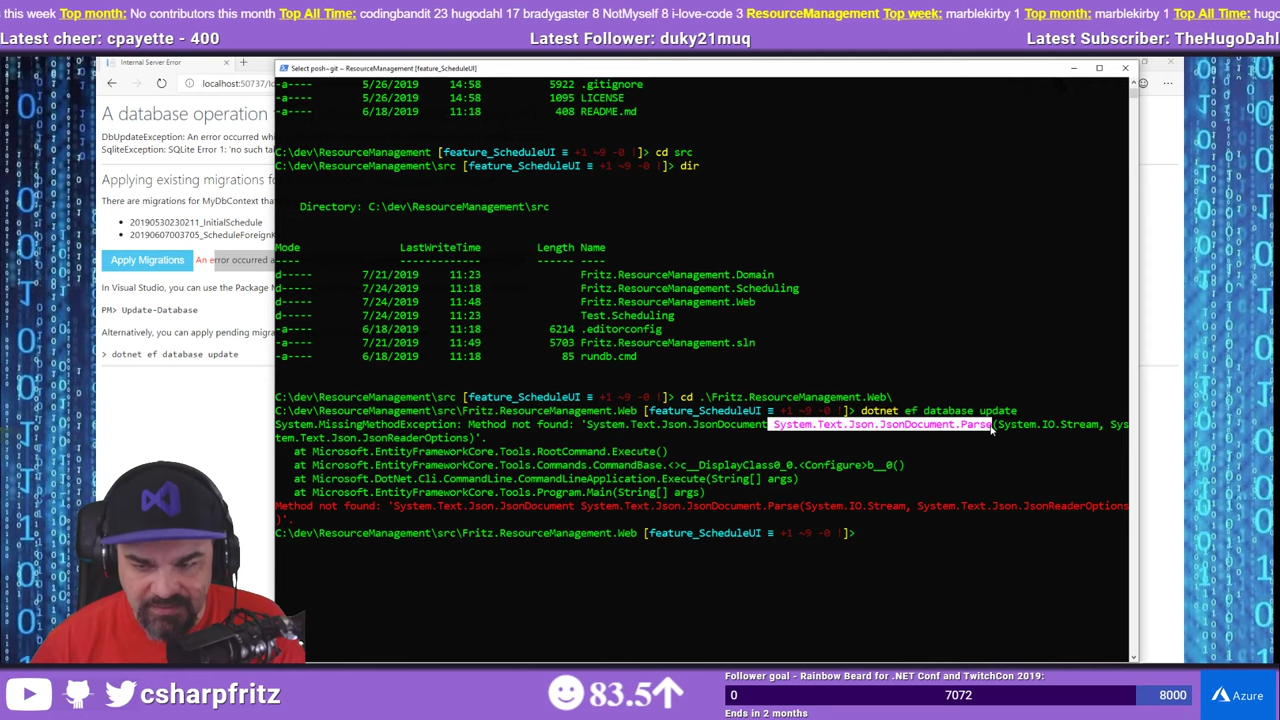 s this week Top month: No contributors this month Top All Time: codingbandit 23 hugodahl 17 bradygaster 8 NotMyself 8 i-love-code 3 ResourceManagement Top week: marblekirby 1 Top month: marblekirby 1 Top All Time: hugo
Latest cheer: cpayette - 400
Latest Follower: duky21muq
Latest Subscriber: TheHugoDahl
Internal Server Error
localhost:50737/lo
A database operation
DbUpdateException: An error occurred whi
SqliteException: SQLite Error 1: 'no such tal
Applying existing migrations fo
There are migrations for MyDbContext that
20190530230211_InitialSchedule
20190607003705_ScheduleForeignK
Apply Migrations An error occurred a
In Visual Studio, you can use the Package M
PM> Update-Database
Alternatively, you can apply pending migra
> dotnet ef database update
Select posh~git ~ ResourceManagement [feature_ScheduleUI]
-a---- 5/26/2019 14:58 5922 .gitignore
-a---- 5/26/2019 14:58 1095 LICENSE
-a---- 6/18/2019 11:18 408 README.md
C:\dev\ResourceManagement [feature_ScheduleUI ≡ +1 ~9 -0 !]> cd src
C:\dev\ResourceManagement\src [feature_ScheduleUI ≡ +1 ~9 -0 !]> dir
Directory: C:\dev\ResourceManagement\src
Mode LastWriteTime Length Name
---- ------------- ------ ----
d----- 7/21/2019 11:23 Fritz.ResourceManagement.Domain
d----- 7/24/2019 11:18 Fritz.ResourceManagement.Scheduling
d----- 7/24/2019 11:48 Fritz.ResourceManagement.Web
d----- 7/24/2019 11:23 Test.Scheduling
-a---- 6/18/2019 11:18 6214 .editorconfig
-a---- 7/21/2019 11:23 5703 Fritz.ResourceManagement.sln
-a---- 6/18/2019 11:18 85 rundb.cmd
C:\dev\ResourceManagement\src [feature_ScheduleUI ≡ +1 ~9 -0 !]> cd .\Fritz.ResourceManagement.Web\
C:\dev\ResourceManagement\src\Fritz.ResourceManagement.Web [feature_ScheduleUI ≡ +1 ~9 -0 !]> dotnet ef database update
System.MissingMethodException: Method not found: 'System.Text.Json.JsonDocument System.Text.Json.JsonDocument.Parse(System.IO.Stream, Sys
tem.Text.Json.JsonReaderOptions)'.
at Microsoft.EntityFrameworkCore.Tools.RootCommand.Execute()
at Microsoft.EntityFrameworkCore.Tools.Commands.CommandBase.<>c__DisplayClass0_0.<Configure>b__0()
at Microsoft.DotNet.Cli.CommandLine.CommandLineApplication.Execute(String[] args)
at Microsoft.EntityFrameworkCore.Tools.Program.Main(String[] args)
Method not found: 'System.Text.Json.JsonDocument System.Text.Json.JsonDocument.Parse(System.IO.Stream, System.Text.Json.JsonReaderOptions
)'.
C:\dev\ResourceManagement\src\Fritz.ResourceManagement.Web [feature_ScheduleUI ≡ +1 ~9 -0 !]>
csharpfritz
83.5
Follower goal - Rainbow Beard for .NET Conf and TwitchCon 2019:
0 7072 8000
Ends in 2 months
Azure